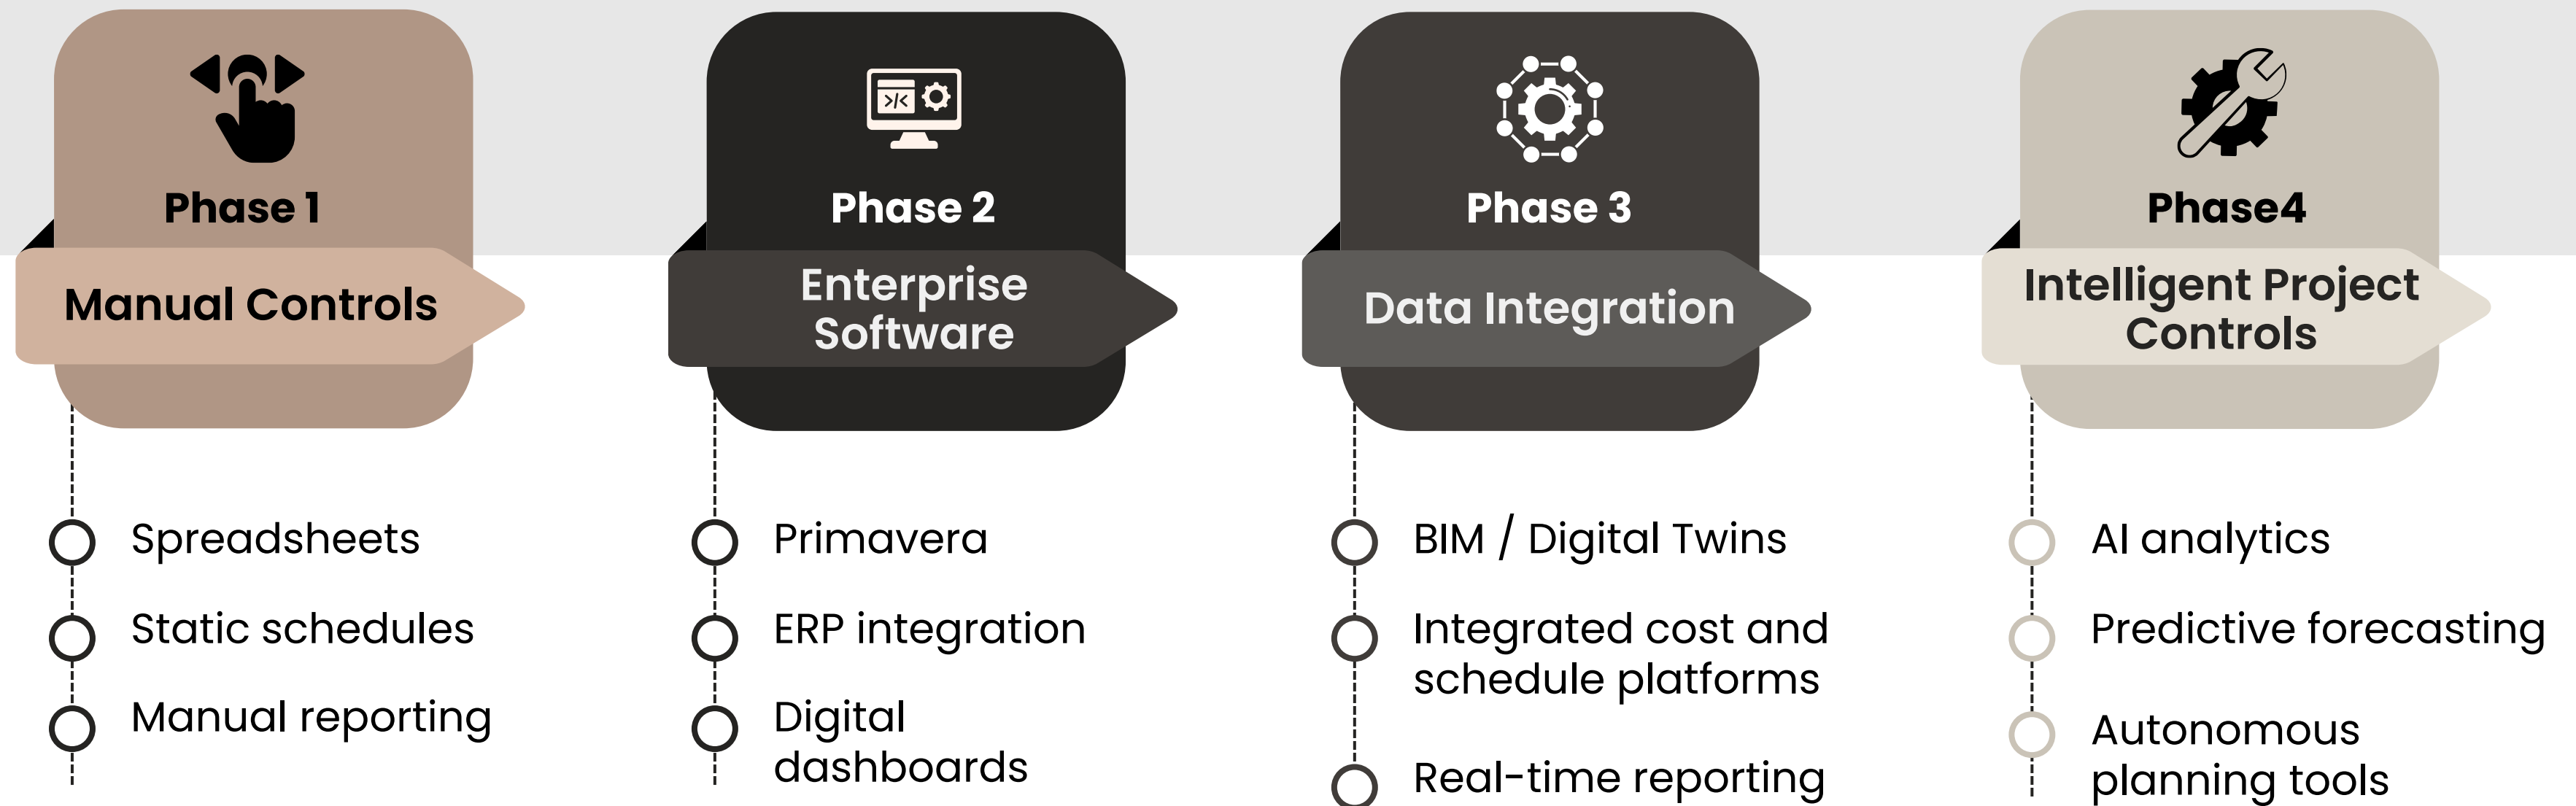 Phase 1
Manual Controls
Spreadsheets
Static schedules
Manual reporting
Phase 2
Enterprise
Software
Primavera
ERP integration
Digital
dashboards
Phase 3
Data Integration
BIM / Digital Twins
Integrated cost and
schedule platforms
Real-time reporting
Phase4
Intelligent Project
Controls
AI analytics
Predictive forecasting
Autonomous
planning tools